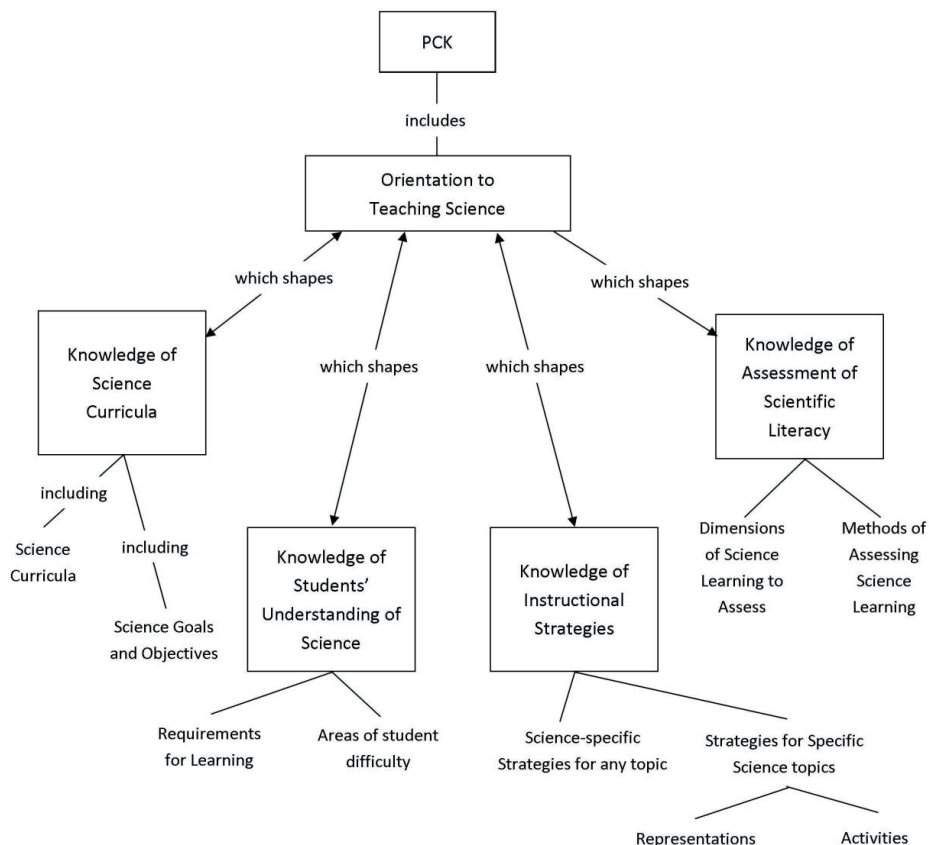 PCK
includes
Orientation to
Teaching Science
which shapes
which shapes
Knowledge of
Science
Curricula
which shapes
which shapes
Knowledge of
Assessment of
Scientific
Literacy
including
including
Science
Curricula
Science Goals
and Objectives
Knowledge of
Students’
Understanding of
Science
Knowledge of
Instructional
Strategies
Dimensions
of Science
Learning to
Assess
Methods of
Assessing
Science
Learning
Requirements
for Learning
Areas of student
difficulty
Science-specific
Strategies for any topic
Strategies for Specific
Science topics
Representations
Activities